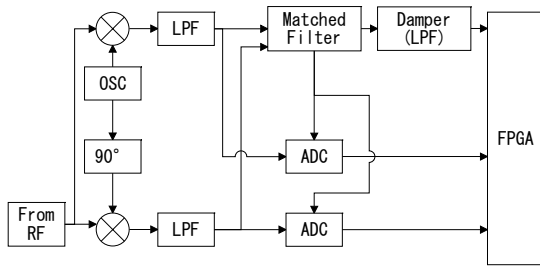 LPF
Matched
Filter
Damper
(LPF)
OSC
FPGA
90°
ADC
From
RF
LPF
ADC